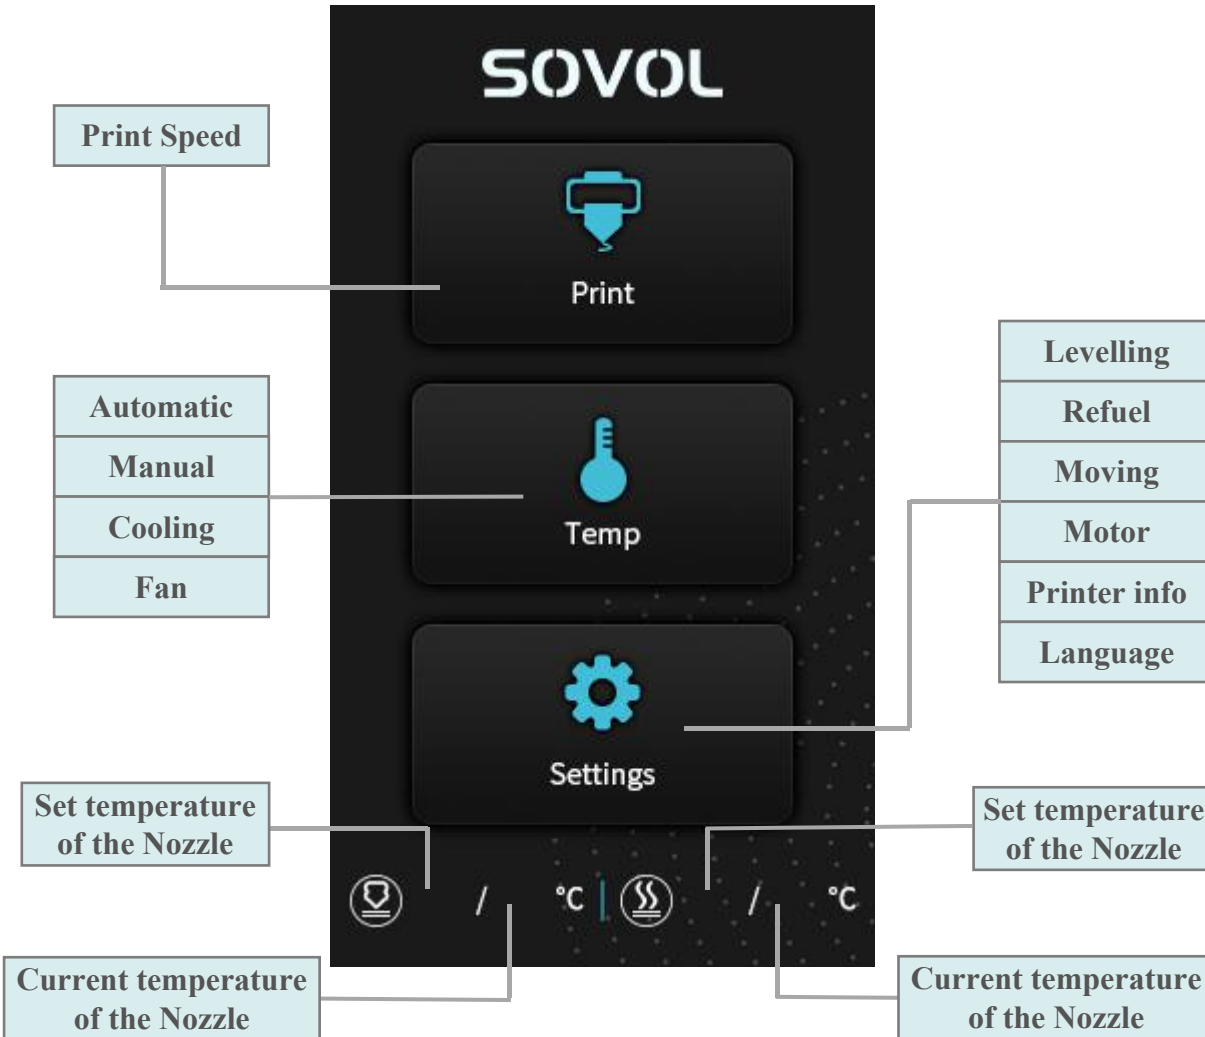 SOVOL
Print Speed
Print
Automatic
Manual
Cooling
Fan
Temp
Levelling
Refuel
Moving
Motor
Printer info
Language
Settings
Set temperature
of the Nozzle
Set temperature
of the Nozzle
/ °C | / °C
Current temperature
of the Nozzle
Current temperature
of the Nozzle